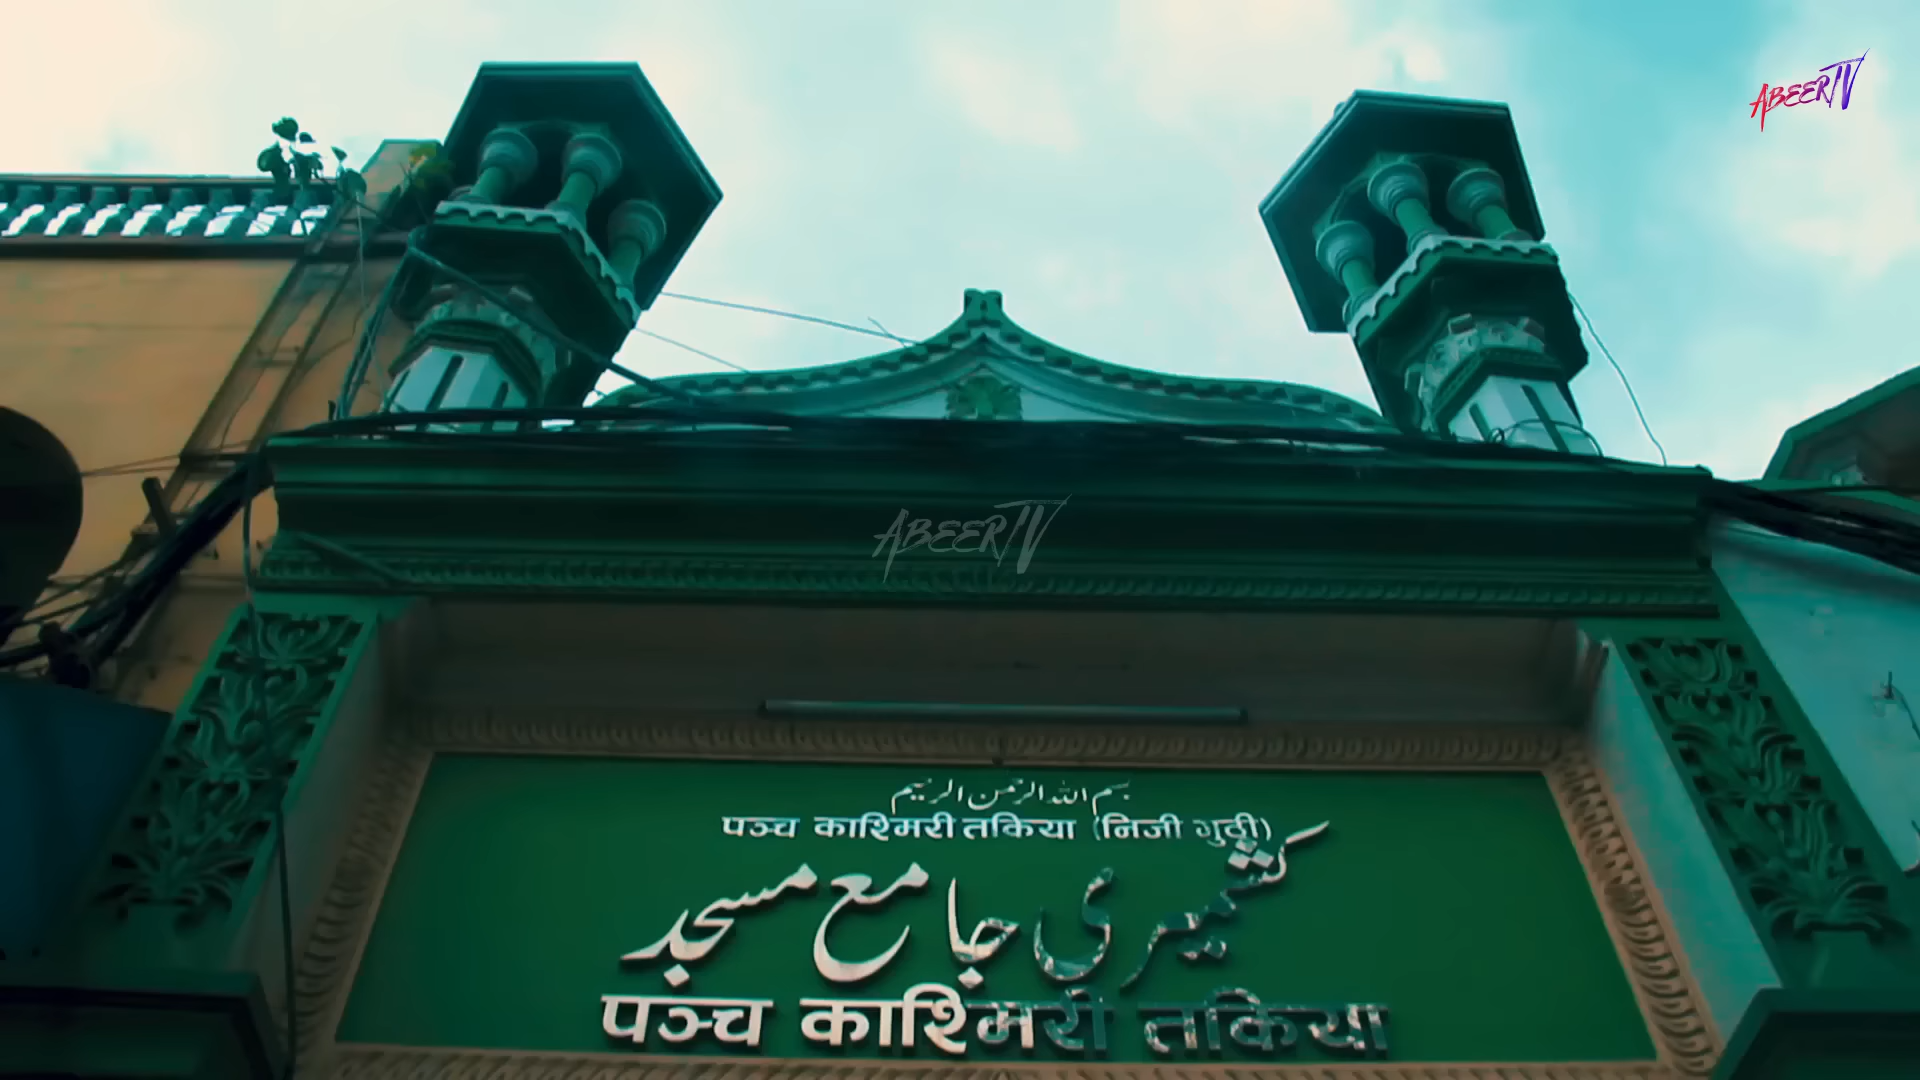 ABEERTV
ABEERTV
بسم الله الرحمن الرحيم
पञ्च काश्मिरी तकिया (निजी गुठी)
کشمیری جامع مسجد
पञ्च काश्मिरी तकिया